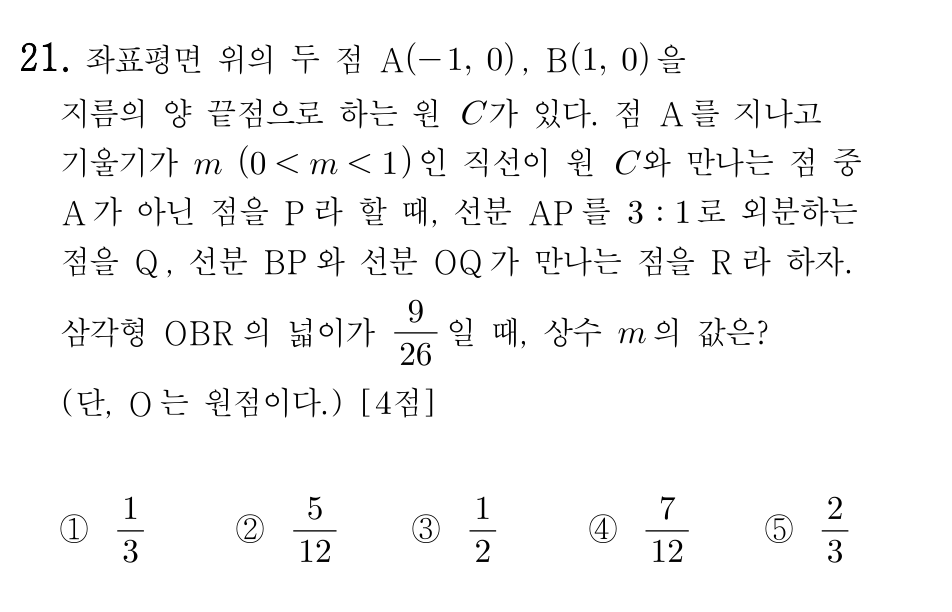 21. 좌표평면 위의 두 점 A(−1, 0), B(1, 0)을
지름의 양 끝점으로 하는 원 C가 있다. 점 A를 지나고
기울기가 m (0 < m < 1)인 직선이 원 C와 만나는 점 중
A가 아닌 점을 P라 할 때, 선분 AP를 3 : 1로 외분하는
점을 Q, 선분 BP와 선분 OQ가 만나는 점을 R라 하자.
삼각형 OBR의 넓이가 9/26일 때, 상수 m의 값은?
(단, O는 원점이다.) [4점]
① 1/3 ② 5/12 ③ 1/2 ④ 7/12 ⑤ 2/3